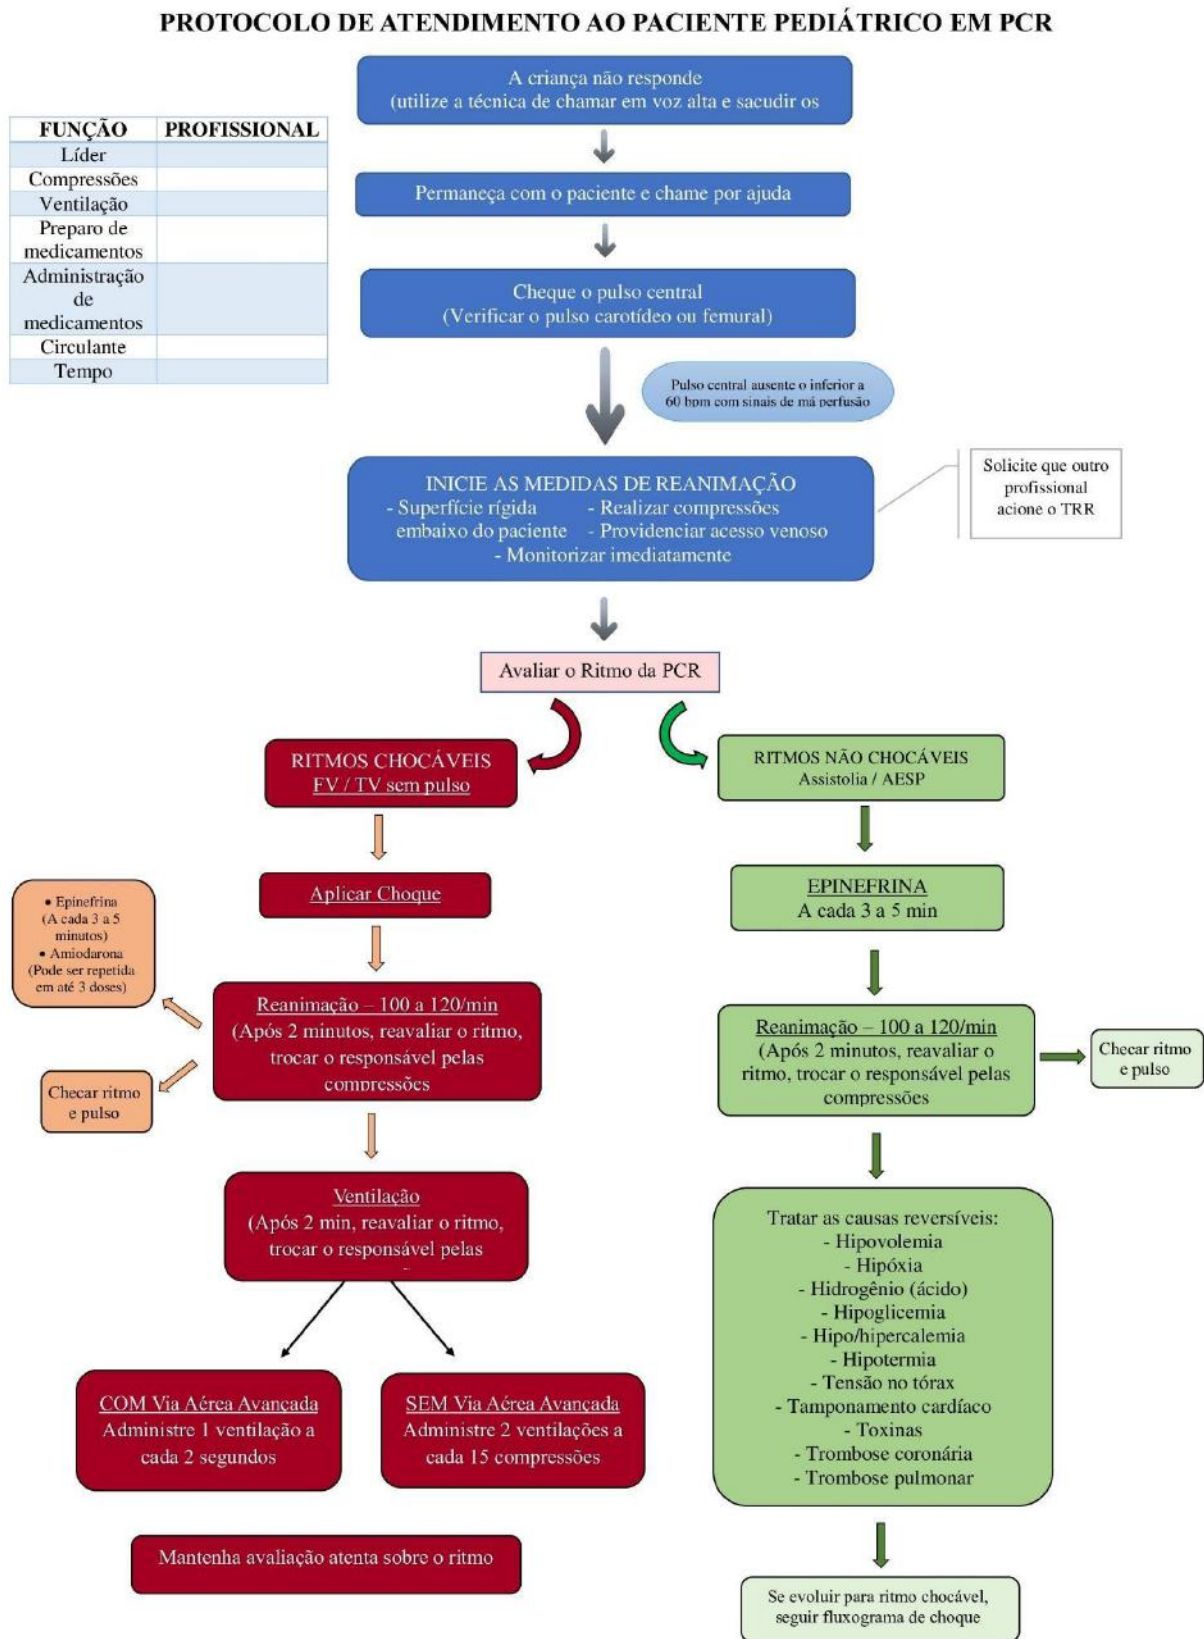 PROTOCOLO DE ATENDIMENTO AO PACIENTE PEDIÁTRICO EM PCR
A criança não responde
(utilize a técnica de chamar em voz alta e sacudir os
FUNÇÃO PROFISSIONAL
Líder
Compressões
Ventilação
Preparo de
medicamentos
Administração
de
medicamentos
Circulante
Tempo
Permaneça com o paciente e chame por ajuda
Cheque o pulso central
(Verificar o pulso carotídeo ou femural)
Pulso central ausente o inferior a
60 bpm com sinais de má perfusão
INICIE AS MEDIDAS DE REANIMAÇÃO
- Superfície rígida - Realizar compressões
embaixo do paciente - Providenciar acesso venoso
- Monitorizar imediatamente
Solicite que outro
profissional
acione o TRR
Avaliar o Ritmo da PCR
RITMOS CHOCÁVEIS
FV / TV sem pulso
Aplicar Choque
• Epinefrina
(A cada 3 a 5
minutos)
• Amiodarona
(Pode ser repetida
em até 3 doses)
Reanimação – 100 a 120/min
(Após 2 minutos, reavaliar o ritmo,
trocar o responsável pelas
compressões
Checar ritmo
e pulso
Ventilação
(Após 2 min, reavaliar o ritmo,
trocar o responsável pelas
COM Via Aérea Avançada
Administre 1 ventilação a
cada 2 segundos
SEM Via Aérea Avançada
Administre 2 ventilações a
cada 15 compressões
Mantenha avaliação atenta sobre o ritmo
RITMOS NÃO CHOCÁVEIS
Assistolia / AESP
EPINEFRINA
A cada 3 a 5 min
Reanimação – 100 a 120/min
(Após 2 minutos, reavaliar o
ritmo, trocar o responsável pelas
compressões
Checar ritmo
e pulso
Tratar as causas reversíveis:
- Hipovolemia
- Hipóxia
- Hidrogênio (ácido)
- Hipoglicemia
- Hipo/hipercalemia
- Hipotermia
- Tensão no tórax
- Tamponamento cardíaco
- Toxinas
- Trombose coronária
- Trombose pulmonar
Se evoluir para ritmo chocável,
seguir fluxograma de choque